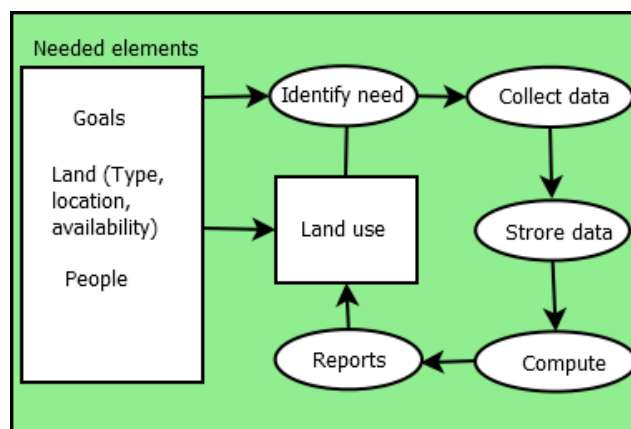 Needed elements
Goals
Land (Type,
location,
availability)
People
Identify need
Collect data
Land use
Strore data
Reports
Compute